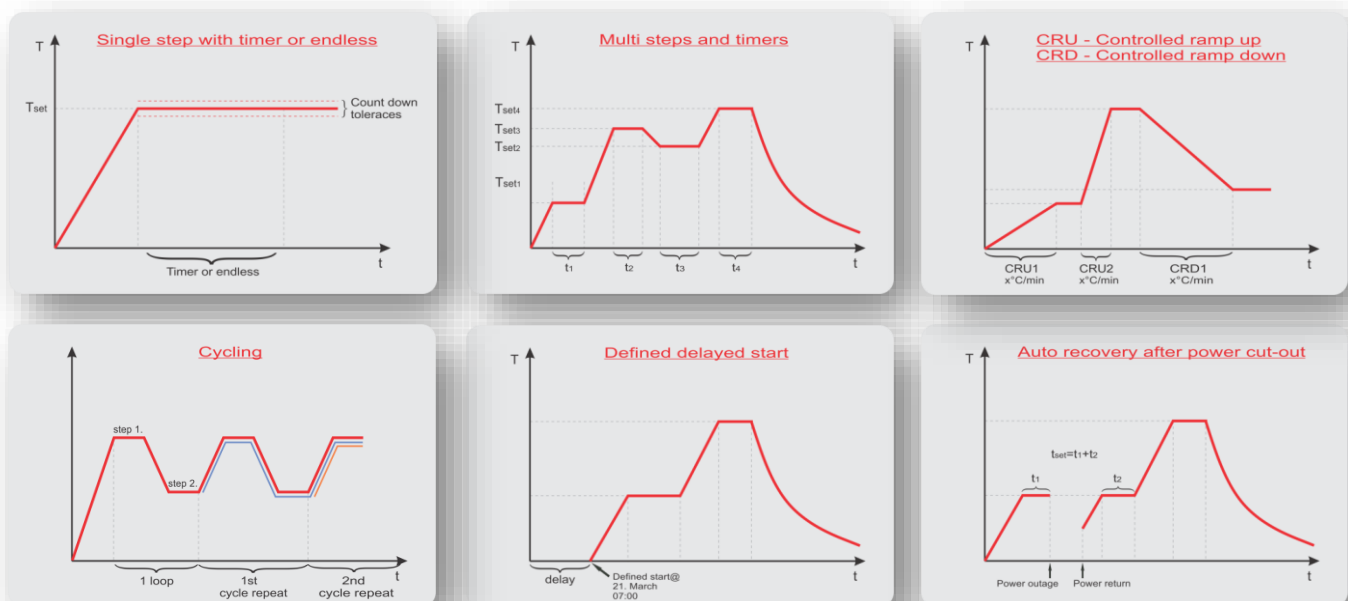 Single step with timer or endless
T
Tset
Count down
toleraces
Timer or endless
t
Multi steps and timers
T
Tset4
Tset3
Tset2
Tset1
t1
t2
t3
t4
t
CRU - Controlled ramp up
CRD - Controlled ramp down
T
CRU1
x°C/min
CRU2
x°C/min
CRD1
x°C/min
t
Cycling
step 1.
step 2.
1 loop
1st
cycle repeat
2nd
cycle repeat
t
Defined delayed start
T
delay
Defined start@
21. March
07:00
t
Auto recovery after power cut-out
T
tset=t1+t2
t1
t2
Power outage
Power return
t